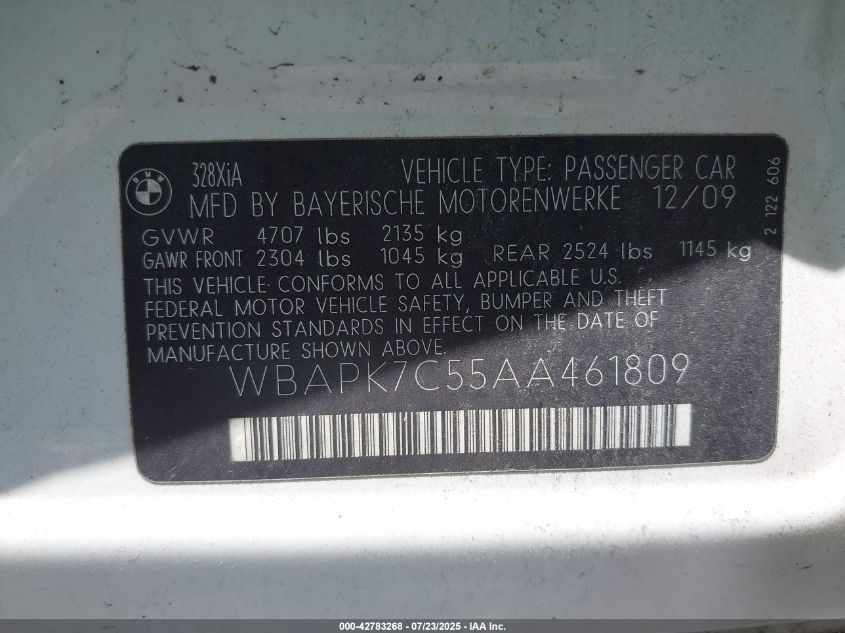 BMW
328XiA VEHICLE TYPE: PASSENGER CAR
MFD BY BAYERISCHE MOTORENWERKE 12/09
GVWR 4707 lbs 2135 kg
GAWR FRONT 2304 lbs 1045 kg REAR 2524 lbs 1145 kg
THIS VEHICLE CONFORMS TO ALL APPLICABLE U.S.
FEDERAL MOTOR VEHICLE SAFETY, BUMPER AND THEFT
PREVENTION STANDARDS IN EFFECT ON THE DATE OF
MANUFACTURE SHOWN ABOVE.
WBAPK7C55AA461809
2 122 606
000-42783268 - 07/23/2025 - IAA Inc.